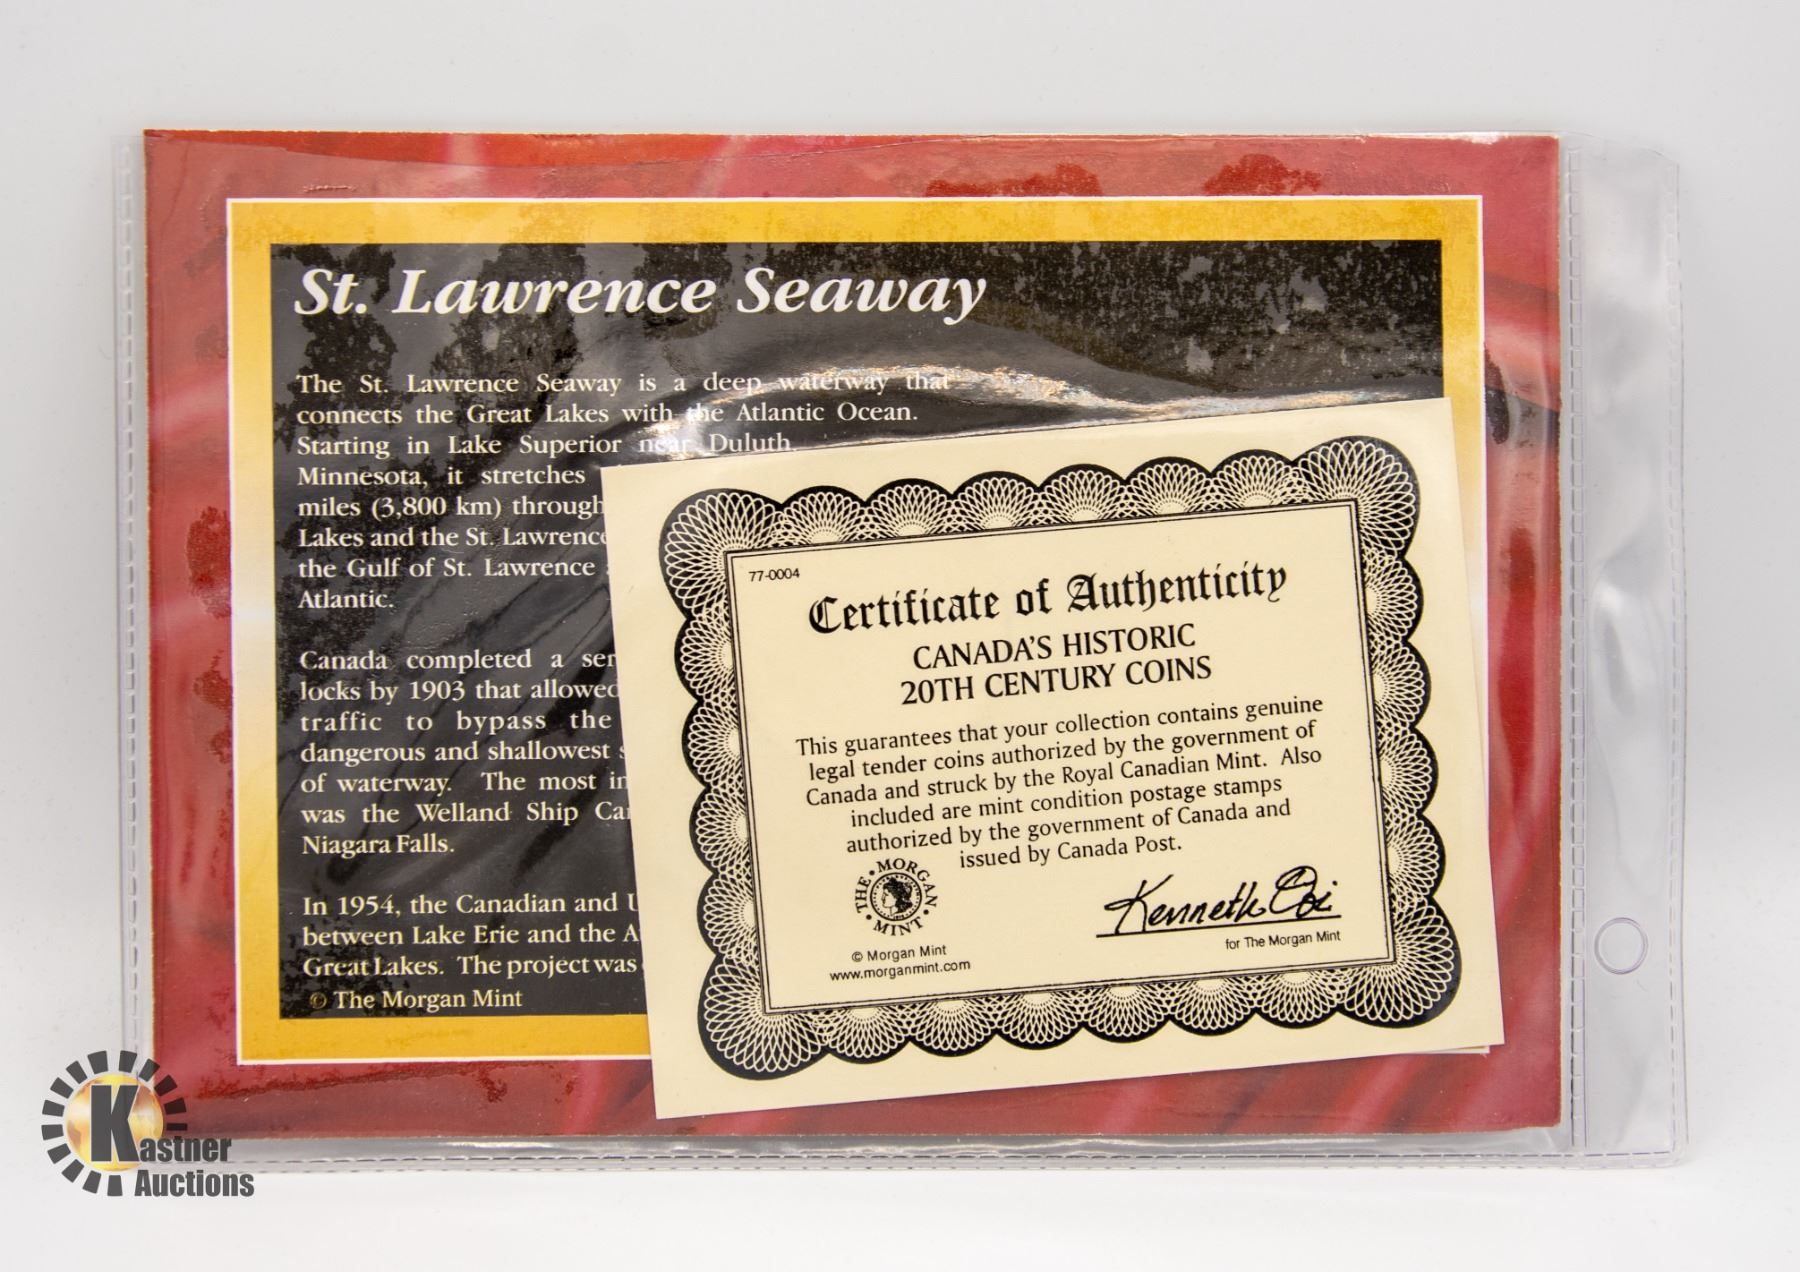 St. Lawrence Seaway
The St. Lawrence Seaway is a deep waterway that
connects the Great Lakes with the Atlantic Ocean.
Starting in Lake Superior near Duluth,
Minnesota, it stretches
miles (3,800 km) through
Lakes and the St. Lawrence
the Gulf of St. Lawrence
Atlantic.
Canada completed a ser
locks by 1903 that allowed
traffic to bypass the
dangerous and shallowest s
of waterway. The most in
was the Welland Ship Ca
Niagara Falls.
In 1954, the Canadian and U
between Lake Erie and the A
Great Lakes. The project was
© The Morgan Mint
77-0004
Certificate of Authenticity
CANADA'S HISTORIC
20TH CENTURY COINS
This guarantees that your collection contains genuine
legal tender coins authorized by the government of
Canada and struck by the Royal Canadian Mint. Also
included are mint condition postage stamps
authorized by the government of Canada and
issued by Canada Post.
THE MORGAN MINT
© Morgan Mint
www.morganmint.com
Kenneth
for The Morgan Mint
Kastner
Auctions